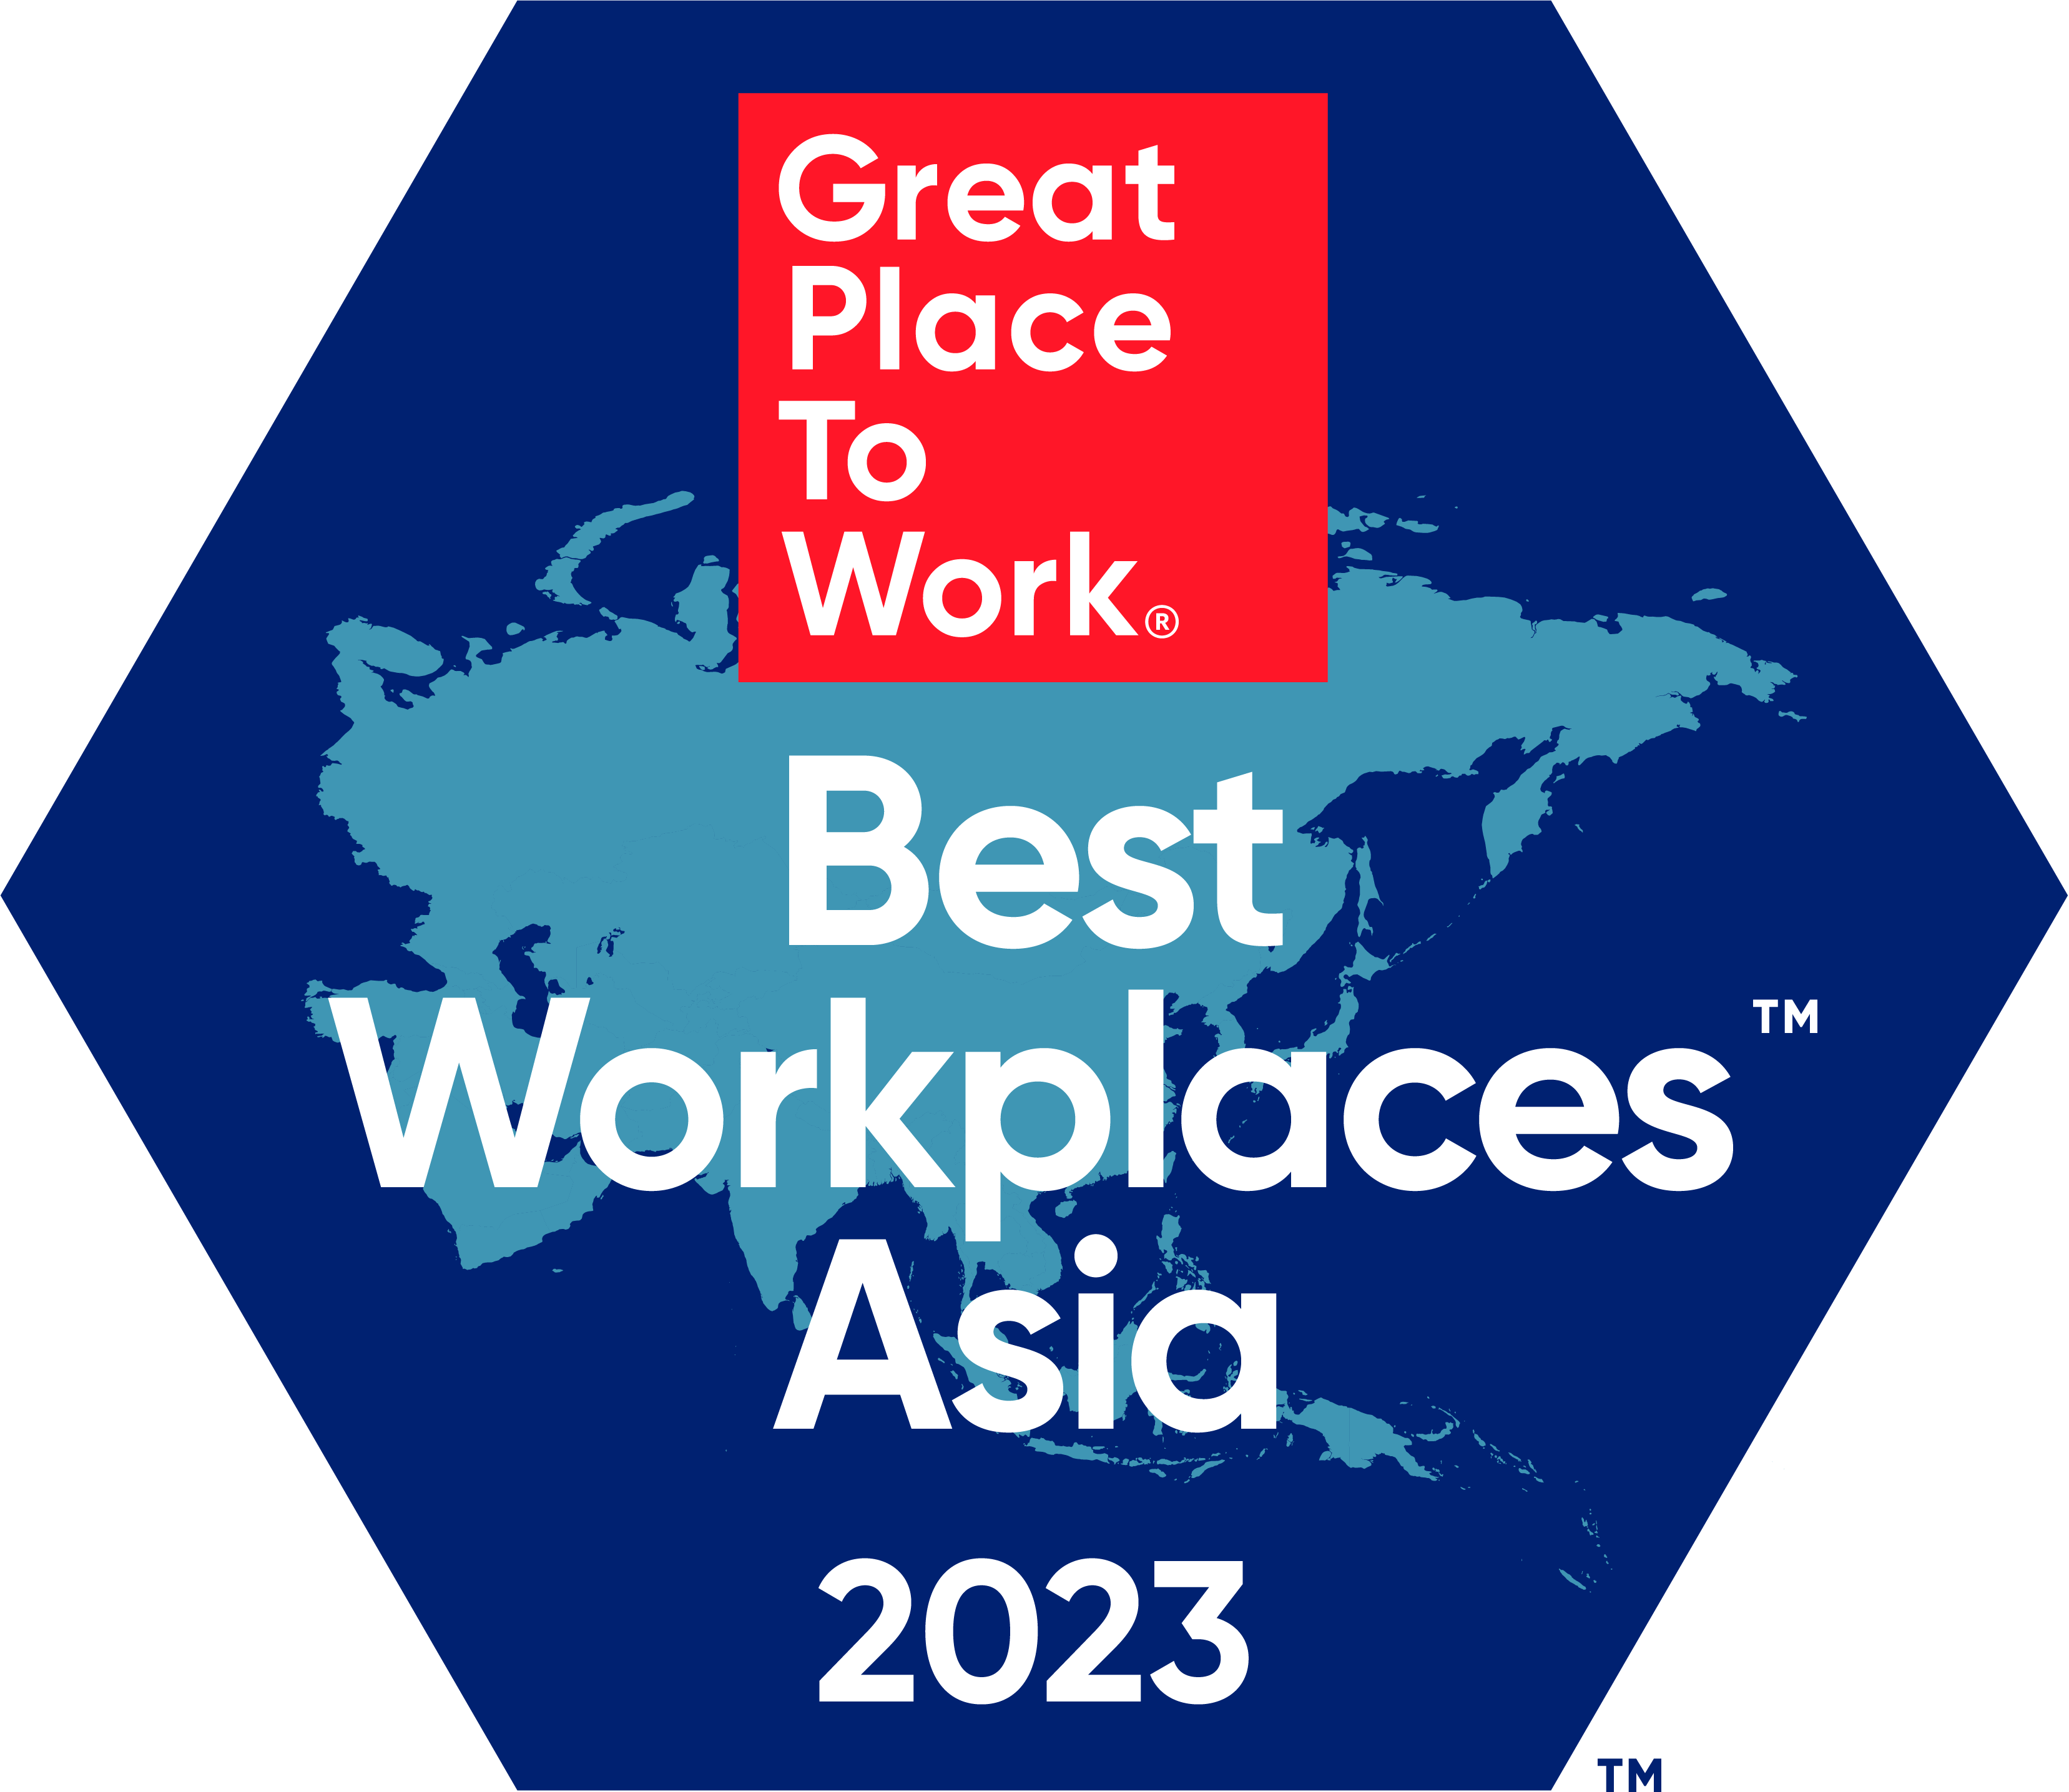 Great
Place
To
Work®
Best
Workplaces™
Asia
2023
™